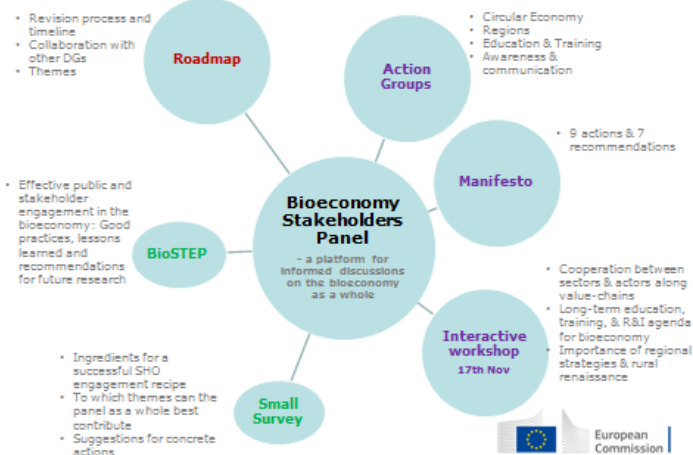 • Revision process and
timeline
• Collaboration with
other DGs
• Themes
Roadmap
Action
Groups
• Circular Economy
• Regions
• Education & Training
• Awareness &
communication
Manifesto
• 9 actions & 7
recommendations
Bioeconomy
Stakeholders
Panel
- a platform for
informed discussions
on the bioeconomy
as a whole
• Effective public and
stakeholder
engagement in the
bioeconomy: Good
practices, lessons
learned and
recommendations
for future research
BioSTEP
Interactive
workshop
17th Nov
• Cooperation between
sectors & actors along
value-chains
• Long-term education,
training, & R&I agenda
for bioeconomy
• Importance of regional
strategies & rural
renaissance
• Ingredients for a
successful SHO
engagement recipe
• To which themes can the
panel as a whole best
contribute
• Suggestions for concrete
actions
Small
Survey
European
Commission